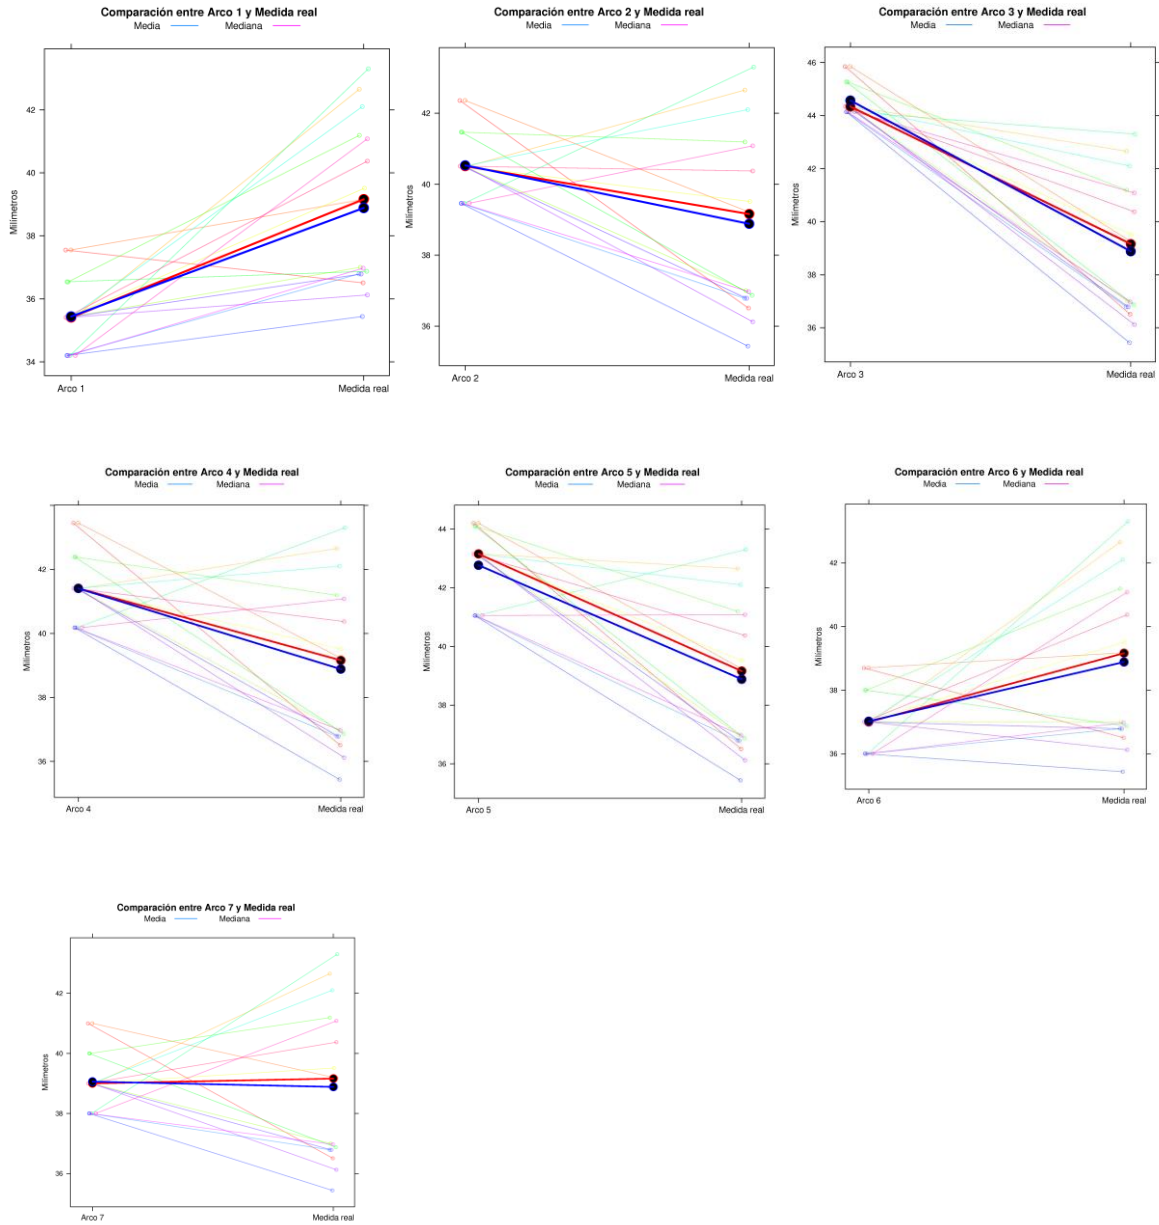 Comparación entre Arco 1 y Medida real
Media Mediana
Milímetros
42
40
38
36
34
Arco 1 Medida real
Comparación entre Arco 2 y Medida real
Media Mediana
Milímetros
42
40
38
36
Arco 2 Medida real
Comparación entre Arco 3 y Medida real
Media Mediana
Milímetros
46
44
42
40
38
36
Arco 3 Medida real
Comparación entre Arco 4 y Medida real
Media Mediana
Milímetros
42
40
38
36
Arco 4 Medida real
Comparación entre Arco 5 y Medida real
Media Mediana
Milímetros
44
42
40
38
36
Arco 5 Medida real
Comparación entre Arco 6 y Medida real
Media Mediana
Milímetros
42
40
38
36
Arco 6 Medida real
Comparación entre Arco 7 y Medida real
Media Mediana
Milímetros
42
40
38
36
Arco 7 Medida real